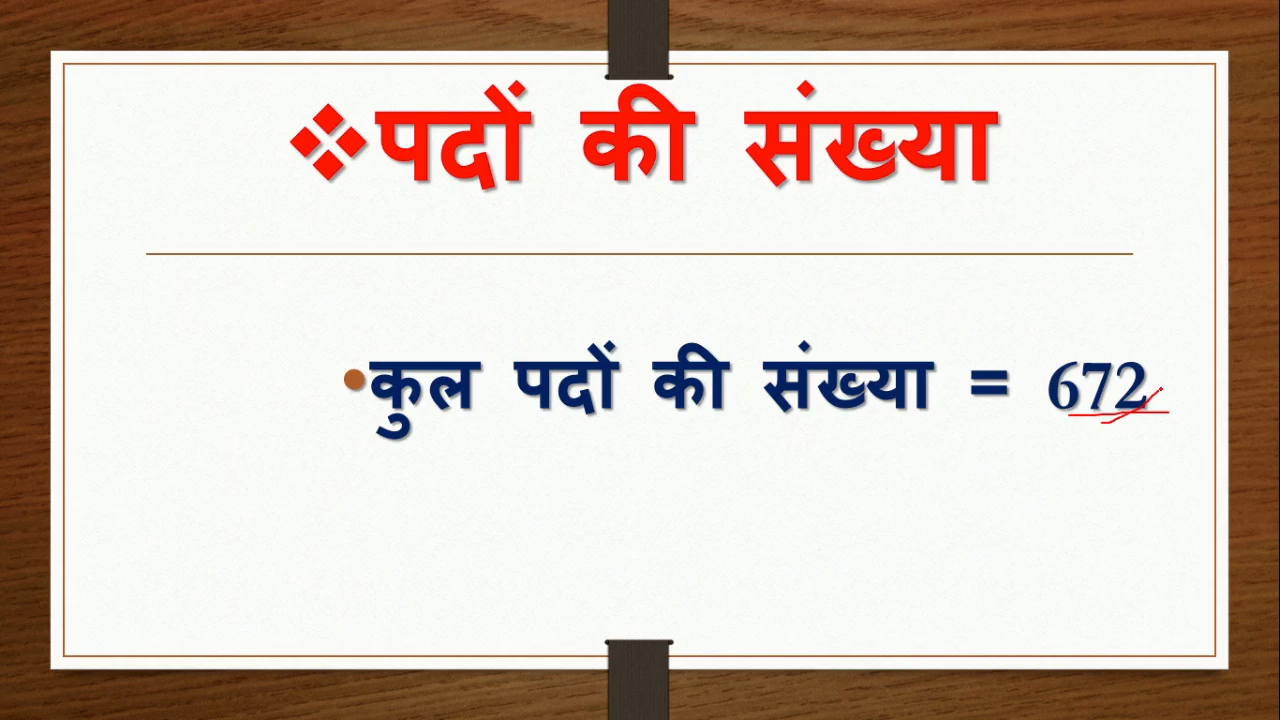 ❖पदों की संख्या
•कुल पदों की संख्या = 672